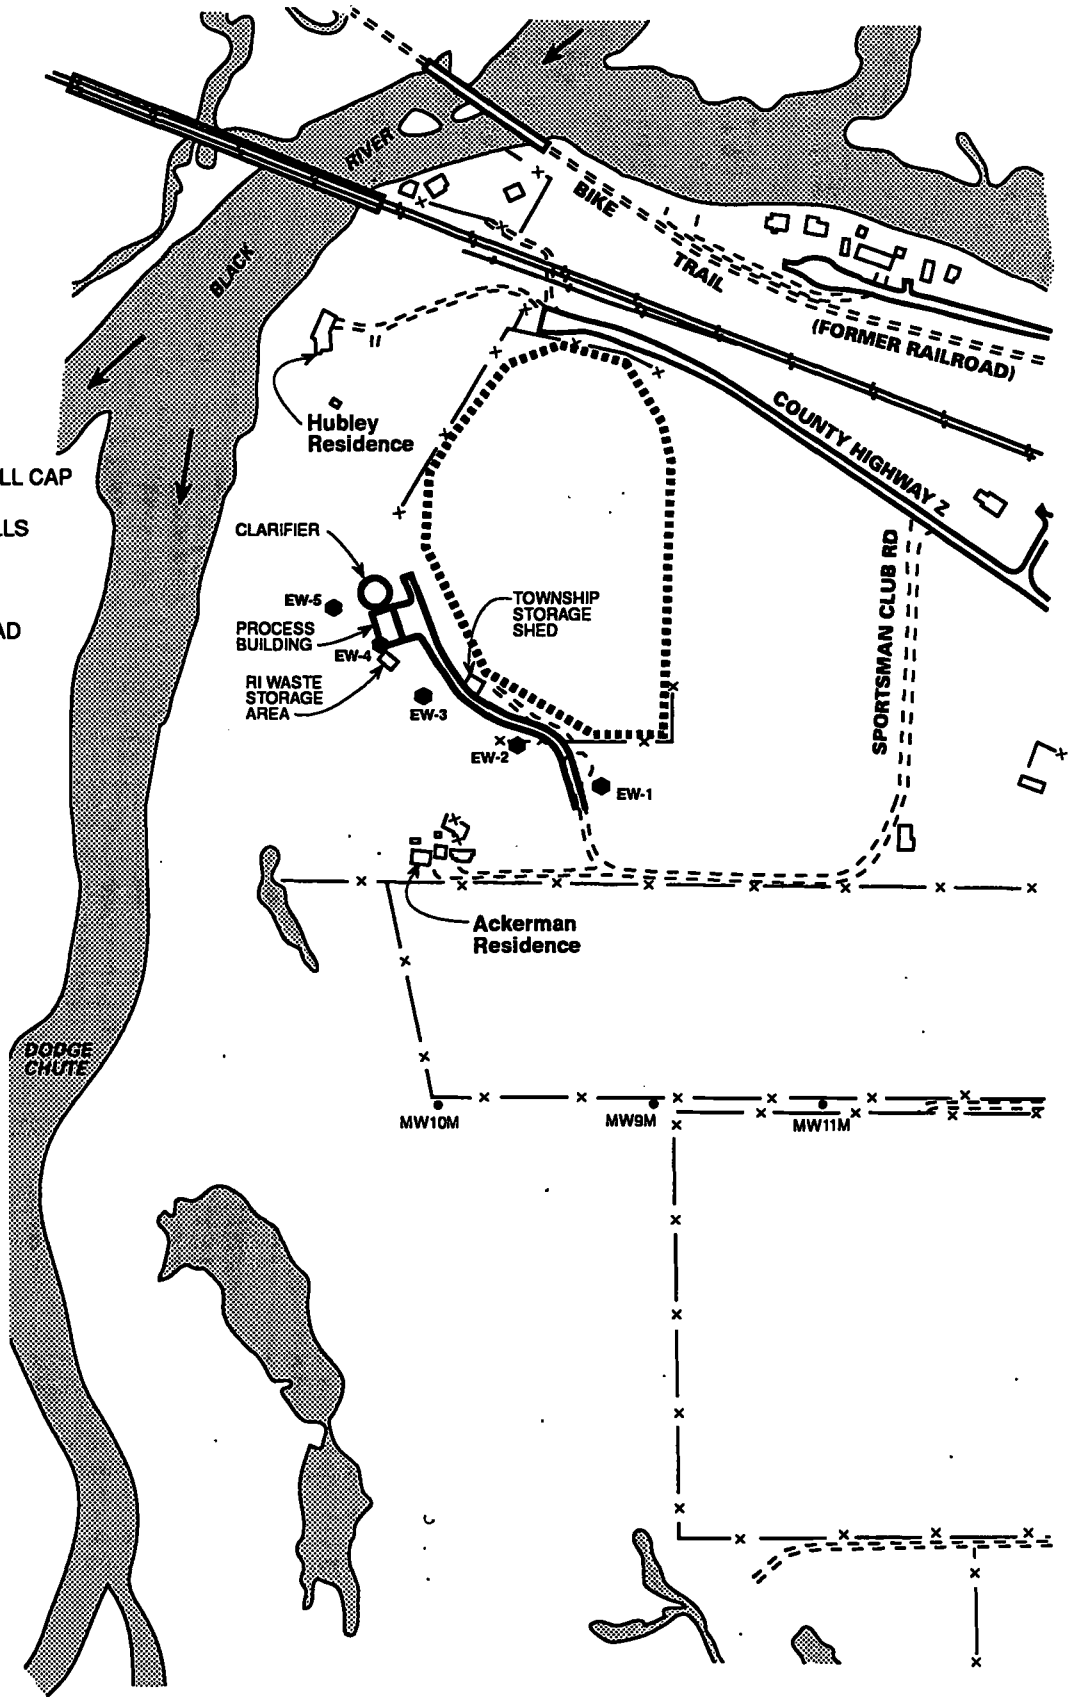 RIVER
BLACK
BIKE
TRAIL
(FORMER RAILROAD)
COUNTY HIGHWAY Z
Hubley
Residence
LL CAP
LLS
AD
CLARIFIER
EW-5
PROCESS
BUILDING
EW-4
RI WASTE
STORAGE
AREA
EW-3
TOWNSHIP
STORAGE
SHED
EW-2
EW-1
SPORTSMAN CLUB RD
Ackerman
Residence
DODGE
CHUTE
MW10M
MW9M
MW11M